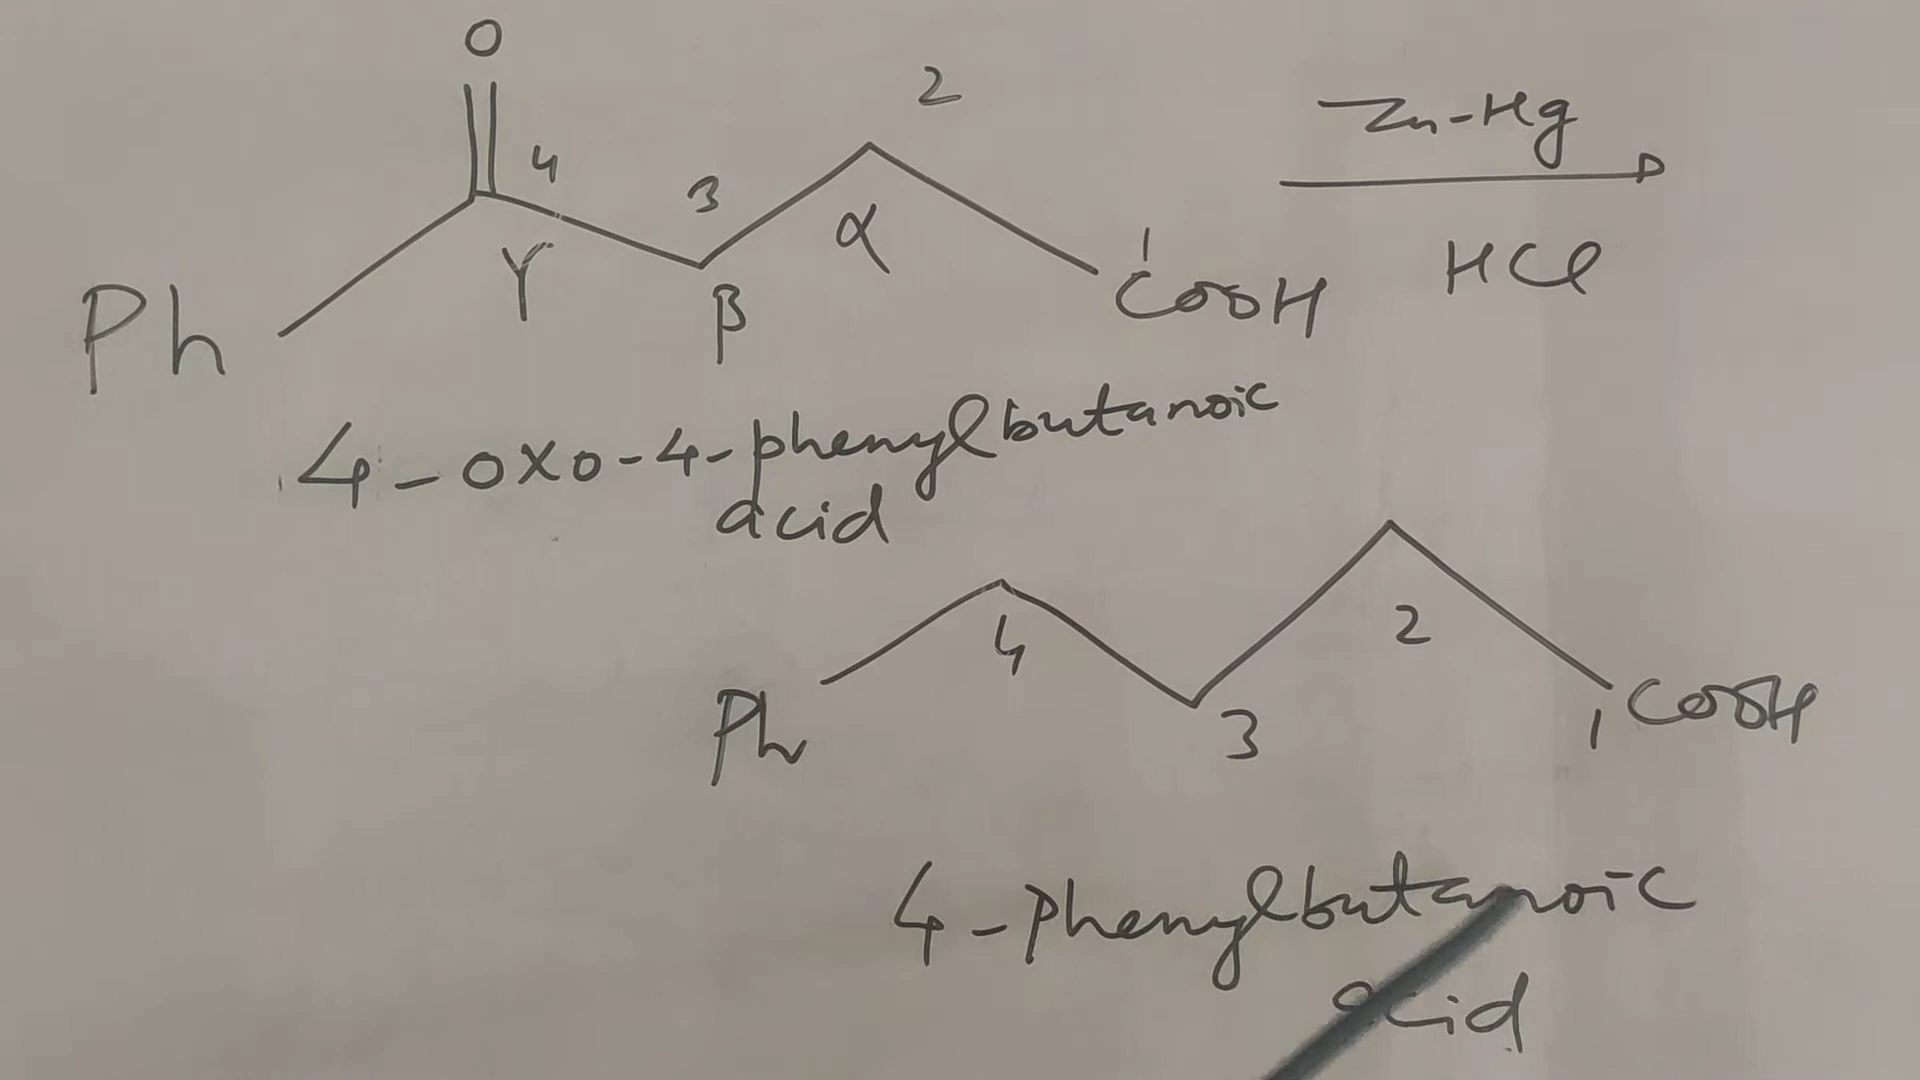 O
2
Zn-Hg
4
3
α
1
γ
HCl
Ph
β
COOH
4-oxo-4-phenylbutanoic
acid
4
2
Ph
3
1
COOH
4-Phenylbutanoic
acid